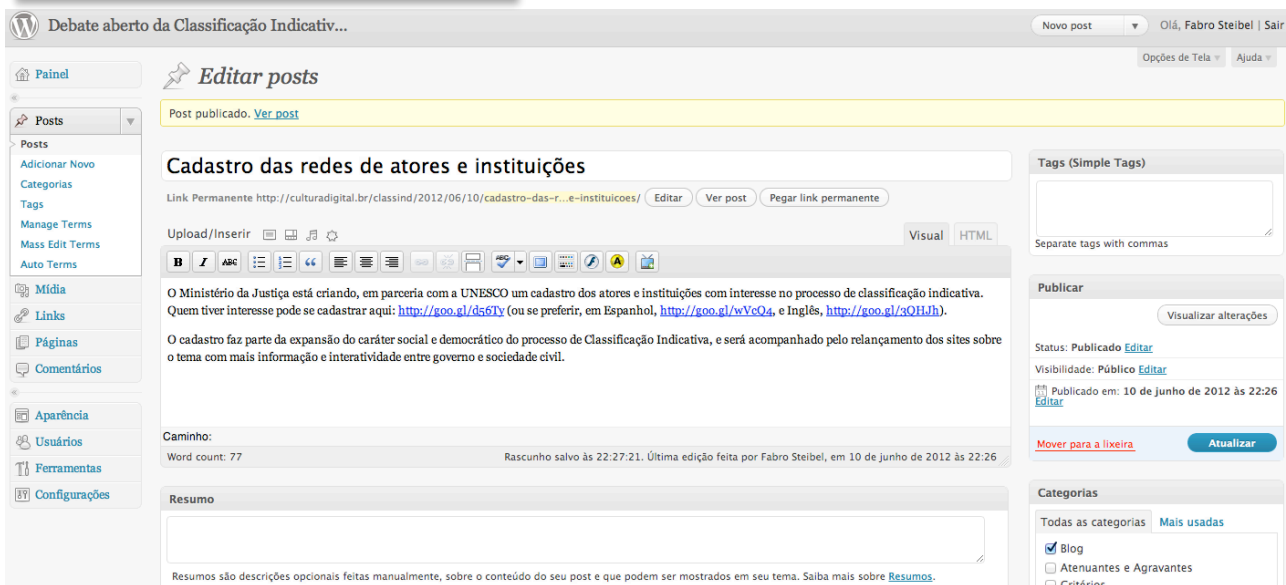 Debate aberto da Classificação Indicativ...
Novo post
Olá, Fabro Steibel | Sair
Opções de Tela
Ajuda
Painel
Editar posts
Post publicado. Ver post
Posts
Posts
Adicionar Novo
Categorias
Tags
Manage Terms
Mass Edit Terms
Auto Terms
Mídia
Links
Páginas
Comentários
Aparência
Usuários
Ferramentas
Configurações
Cadastro das redes de atores e instituições
Link Permanente http://culturadigital.br/classind/2012/06/10/cadastro-das-r...e-instituicoes/ Editar Ver post Pegar link permanente
Upload/Inserir
Visual HTML
B I ABC
ABC
A
O Ministério da Justiça está criando, em parceria com a UNESCO um cadastro dos atores e instituições com interesse no processo de classificação indicativa.
Quem tiver interesse pode se cadastrar aqui: http://goo.gl/d56Ty (ou se preferir, em Espanhol, http://goo.gl/wVcQ4, e Inglês, http://goo.gl/3QHJh).
O cadastro faz parte da expansão do caráter social e democrático do processo de Classificação Indicativa, e será acompanhado pelo relançamento dos sites sobre
o tema com mais informação e interatividade entre governo e sociedade civil.
Caminho:
Word count: 77
Rascunho salvo às 22:27:21. Última edição feita por Fabro Steibel, em 10 de junho de 2012 às 22:26
Resumo
Resumos são descrições opcionais feitas manualmente, sobre o conteúdo do seu post e que podem ser mostrados em seu tema. Saiba mais sobre Resumos.
Tags (Simple Tags)
Separate tags with commas
Publicar
Visualizar alterações
Status: Publicado Editar
Visibilidade: Público Editar
Publicado em: 10 de junho de 2012 às 22:26
Editar
Mover para a lixeira
Atualizar
Categorias
Todas as categorias Mais usadas
Blog
Atenuantes e Agravantes
Critérios